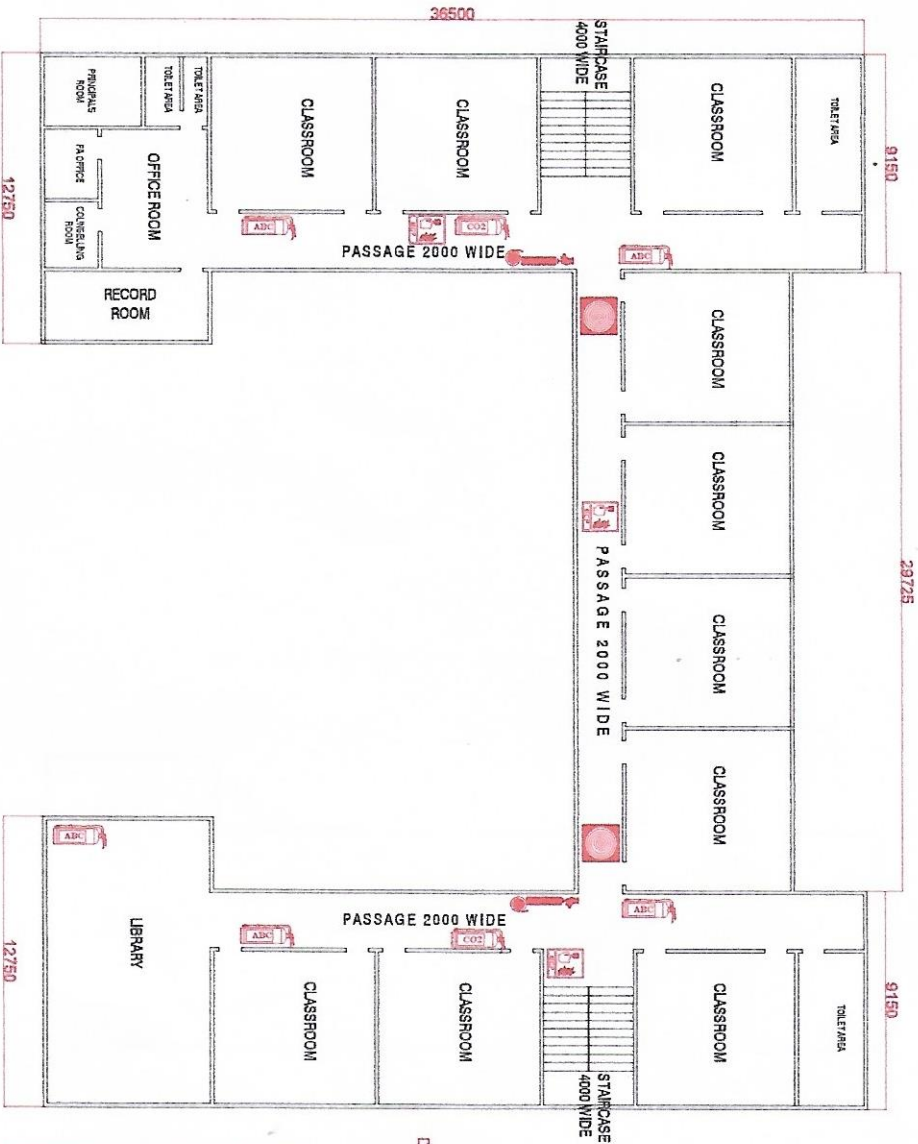 36500
STAIRCASE
4000 WIDE
9150
12750
PRINCIPAL'S
ROOM
TOILET AREA
TOILET AREA
CLASSROOM
CLASSROOM
CLASSROOM
TOILET AREA
PA OFFICE
OFFICE ROOM
COUNSELLING
ROOM
ABC
CO2
PASSAGE 2000 WIDE
ABC
RECORD
ROOM
CLASSROOM
CLASSROOM
PASSAGE 2000 WIDE
29725
CLASSROOM
CLASSROOM
ABC
LIBRARY
PASSAGE 2000 WIDE
ABC
CO2
ABC
CLASSROOM
CLASSROOM
CLASSROOM
TOILET AREA
STAIRCASE
4000 WIDE
12750
9150